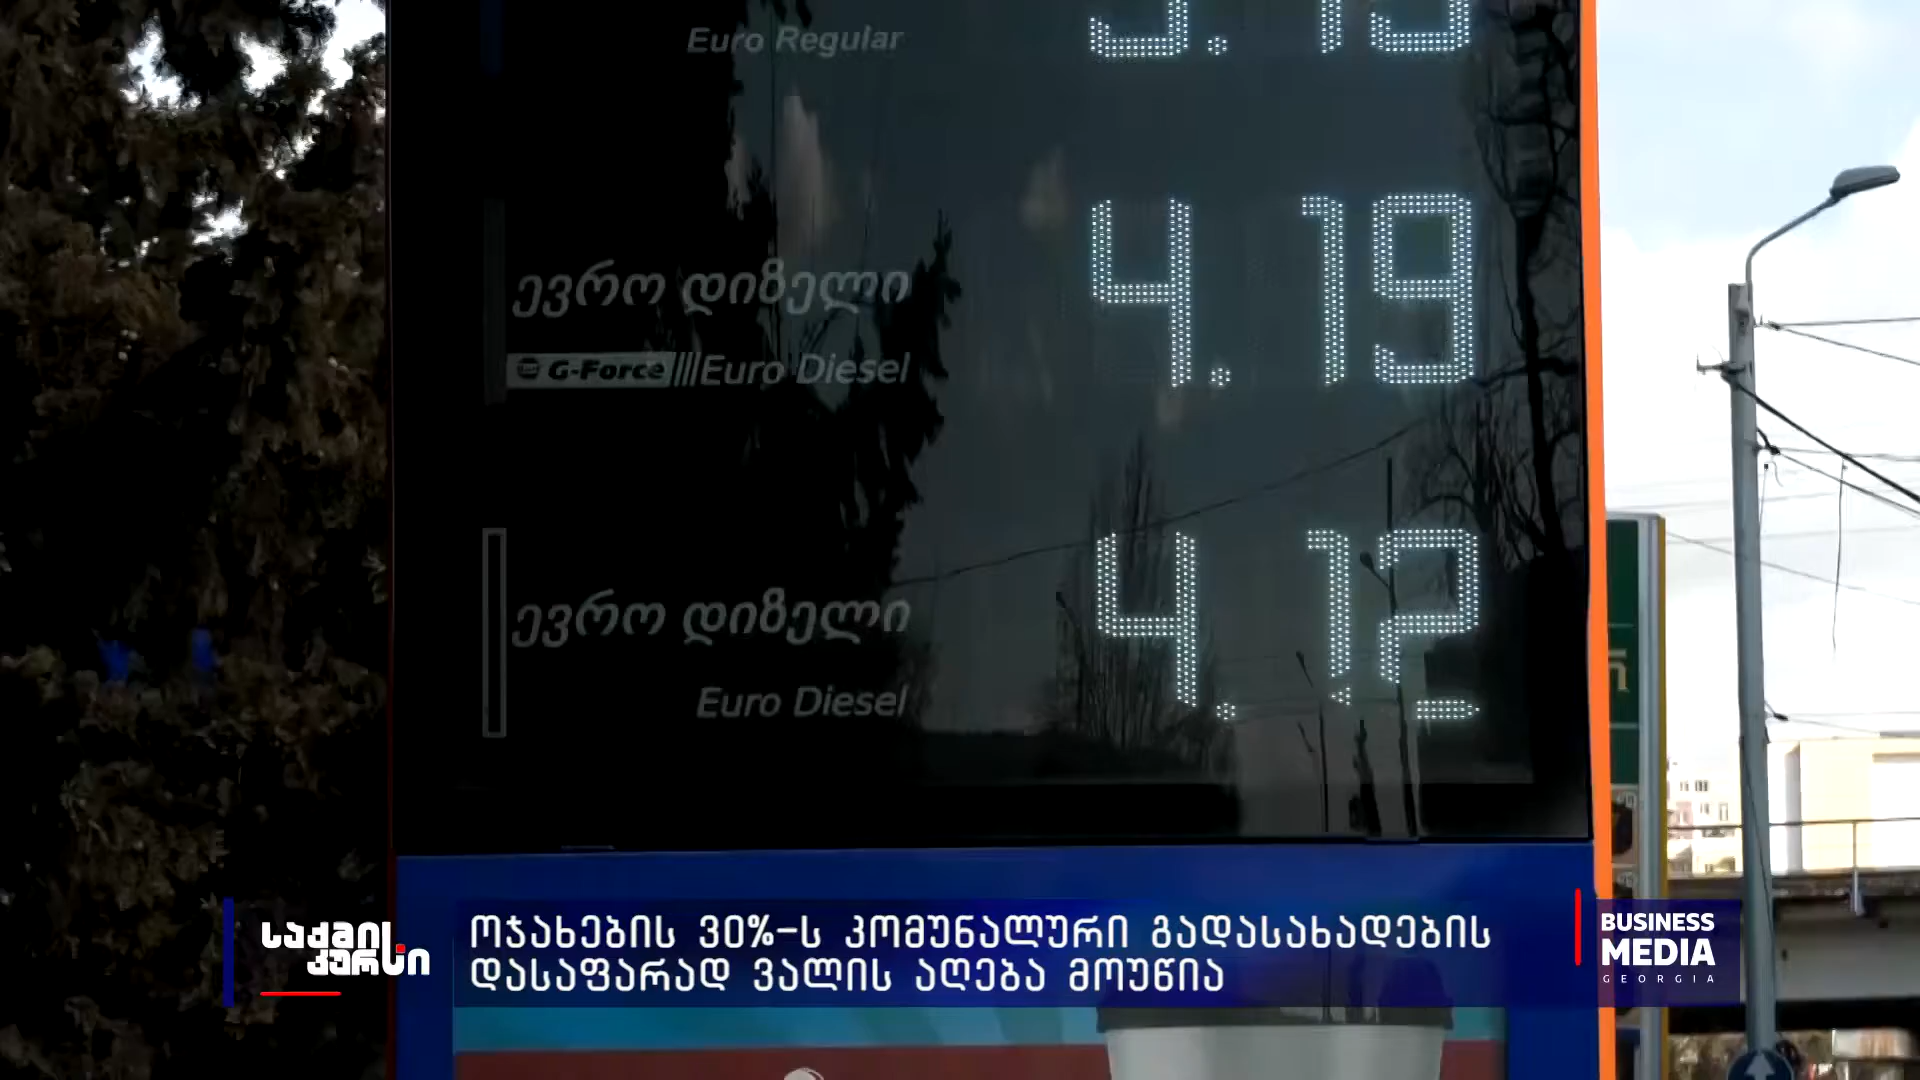 Euro Regular
ევრო დიზელი
4.19
G-Force Euro Diesel
ევრო დიზელი
4.12
Euro Diesel
საქმის კურსი
ოჯახების 30%-ს კომუნალური გადასახადების
დასაფარად ვალის აღება მოუწია
BUSINESS
MEDIA
GEORGIA